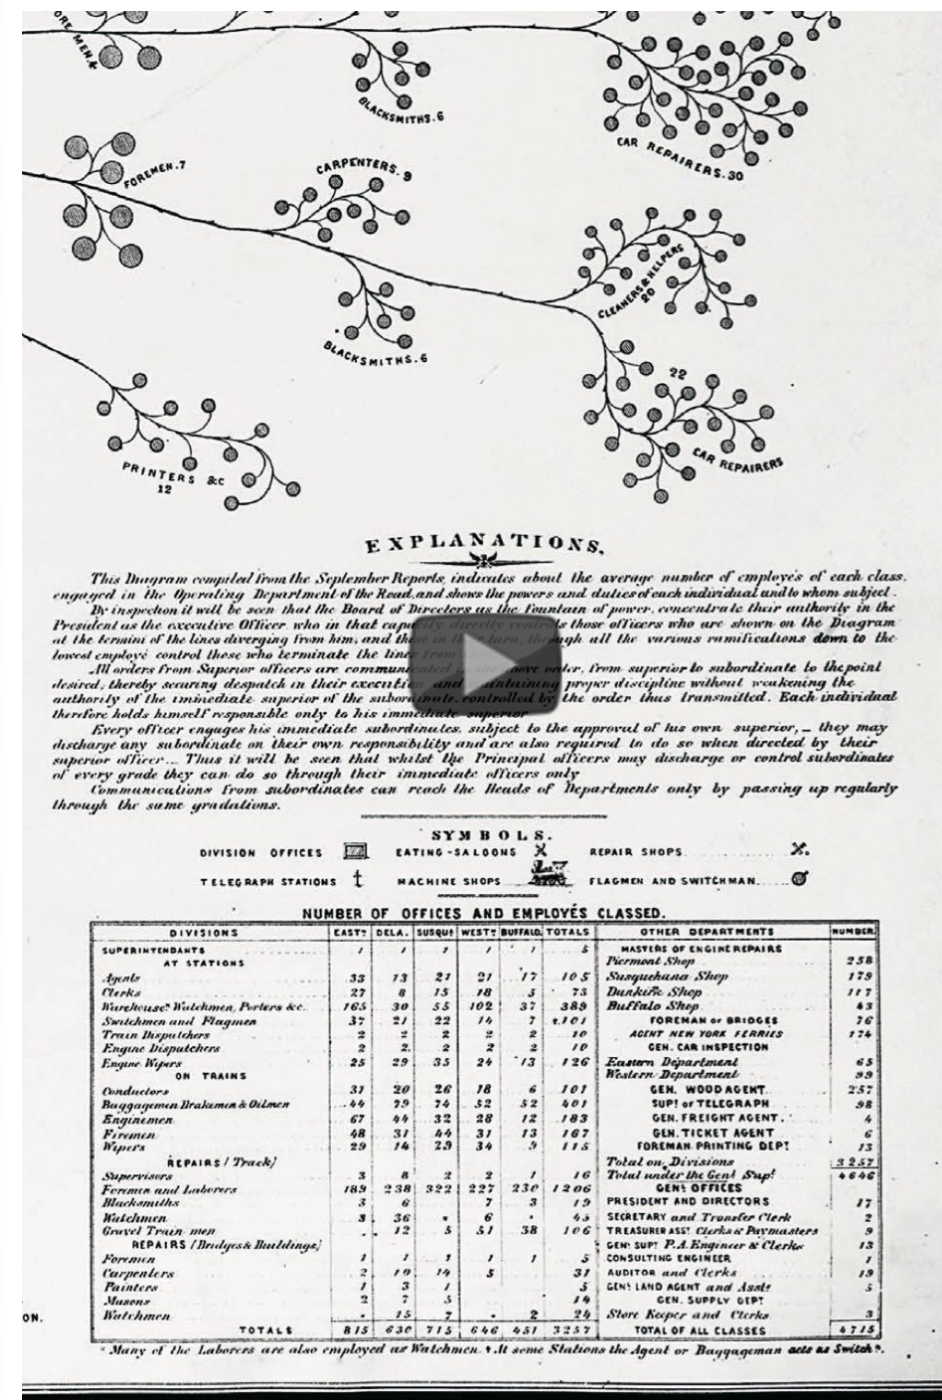 ORE MEN.4
BLACKSMITHS.6
CAR REPAIRERS.30
FOREMEN.7
CARPENTERS.9
CLEANERS & HELPERS
20
BLACKSMITHS.6
22
CAR REPAIRERS
PRINTERS &C
12
EXPLANATIONS.
This Diagram compiled from the September Reports, indicates about the average number of employés of each class.
engaged in the Operating Department of the Road, and shows the powers and duties of each individual and to whom subject.
By inspection it will be seen that the Board of Directors as the fountain of power, concentrate their authority in the
President as the executive Officer who in that directly those officers who are shown on the Diagram
at the termini of the lines diverging from him, and these in all the various ramifications down to the
lowest employé control those who terminate the lines from
All orders from Superior officers are order, from superior to subordinate to the point
desired; thereby securing despatch in their execution and maintaining proper discipline without weakening the
authority of the immediate superior of the subordinate controlled by the order thus transmitted. Each individual
therefore holds himself responsible only to his immediate superior
Every officer engages his immediate subordinates, subject to the approval of his own superior, — they may
discharge any subordinate on their own responsibility and are also required to do so when directed by their
superior officer... Thus it will be seen that whilst the Principal officers may discharge or control subordinates
of every grade they can do so through their immediate officers only
Communications from subordinates can reach the Heads of Departments only by passing up regularly
through the same gradations.
SYMBOLS.
DIVISION OFFICES EATING-SALOONS REPAIR SHOPS
TELEGRAPH STATIONS MACHINE SHOPS FLAGMEN AND SWITCHMAN
NUMBER OF OFFICES AND EMPLOYÉS CLASSED.
DIVISIONS EASTN DELA. SUSQUA WESTN BUFFALO. TOTALS OTHER DEPARTMENTS NUMBER.
SUPERINTENDANTS 1 1 1 1 1 5 MASTERS OF ENGINE REPAIRS
AT STATIONS Piermont Shop 258
Agents 33 13 21 21 17 105 Susquehana Shop 179
Clerks 27 8 15 18 5 73 Dunkirk Shop 117
Warehousen Watchmen, Porters &c. 165 30 55 102 37 389 Buffalo Shop 43
Switchmen and Flagmen 37 21 22 14 7 101 FOREMAN OF BRIDGES 76
Train Dispatchers 2 2 2 2 2 10 AGENT NEW YORK FERRIES 174
Engine Dispatchers 2 2 2 2 2 10 GEN. CAR INSPECTION
Engine Wipers 25 29 35 24 13 126 Eastern Department 65
ON TRAINS Western Department 99
Conductors 31 20 26 18 6 101 GEN. WOOD AGENT 257
Baggagemen Brakemen & Oilmen 44 79 74 52 52 401 SUPT OF TELEGRAPH 98
Enginemen 67 44 32 28 12 183 GEN. FREIGHT AGENT. 4
Firemen 48 31 44 31 13 167 GEN. TICKET AGENT 6
Wipers 29 14 29 34 9 115 FOREMAN PRINTING DEPT 13
REPAIRS (Track) Total on Divisions 3257
Supervisors 3 8 2 2 1 16 Total under the Genl Supt 4646
Foremen and Laborers 189 238 322 227 230 1206 GENL OFFICES
Blacksmiths 3 6 7 3 19 PRESIDENT AND DIRECTORS 17
Watchmen 3 36 * 6 * 45 SECRETARY and Transfer Clerk 2
Gravel Train men 12 5 51 38 106 TREASURER ASST Clerks & Paymasters 9
REPAIRS (Bridges & Buildings) GENL SUPT P.A. Engineer & Clerks 13
Foremen 1 1 1 1 1 5 CONSULTING ENGINEER 1
Carpenters 2 10 14 5 31 AUDITOR and Clerks 19
Painters 1 3 1 5 GENL LAND AGENT and Asst 5
Masons 2 7 5 14 GEN. SUPPLY DEPT
Watchmen 15 7 2 24 Store Keeper and Clerks 3
TOTALS 815 630 715 646 451 3257 TOTAL OF ALL CLASSES 4715
ON.
* Many of the Laborers are also employed as Watchmen. † At some Stations the Agent or Baggageman acts as Switchn.